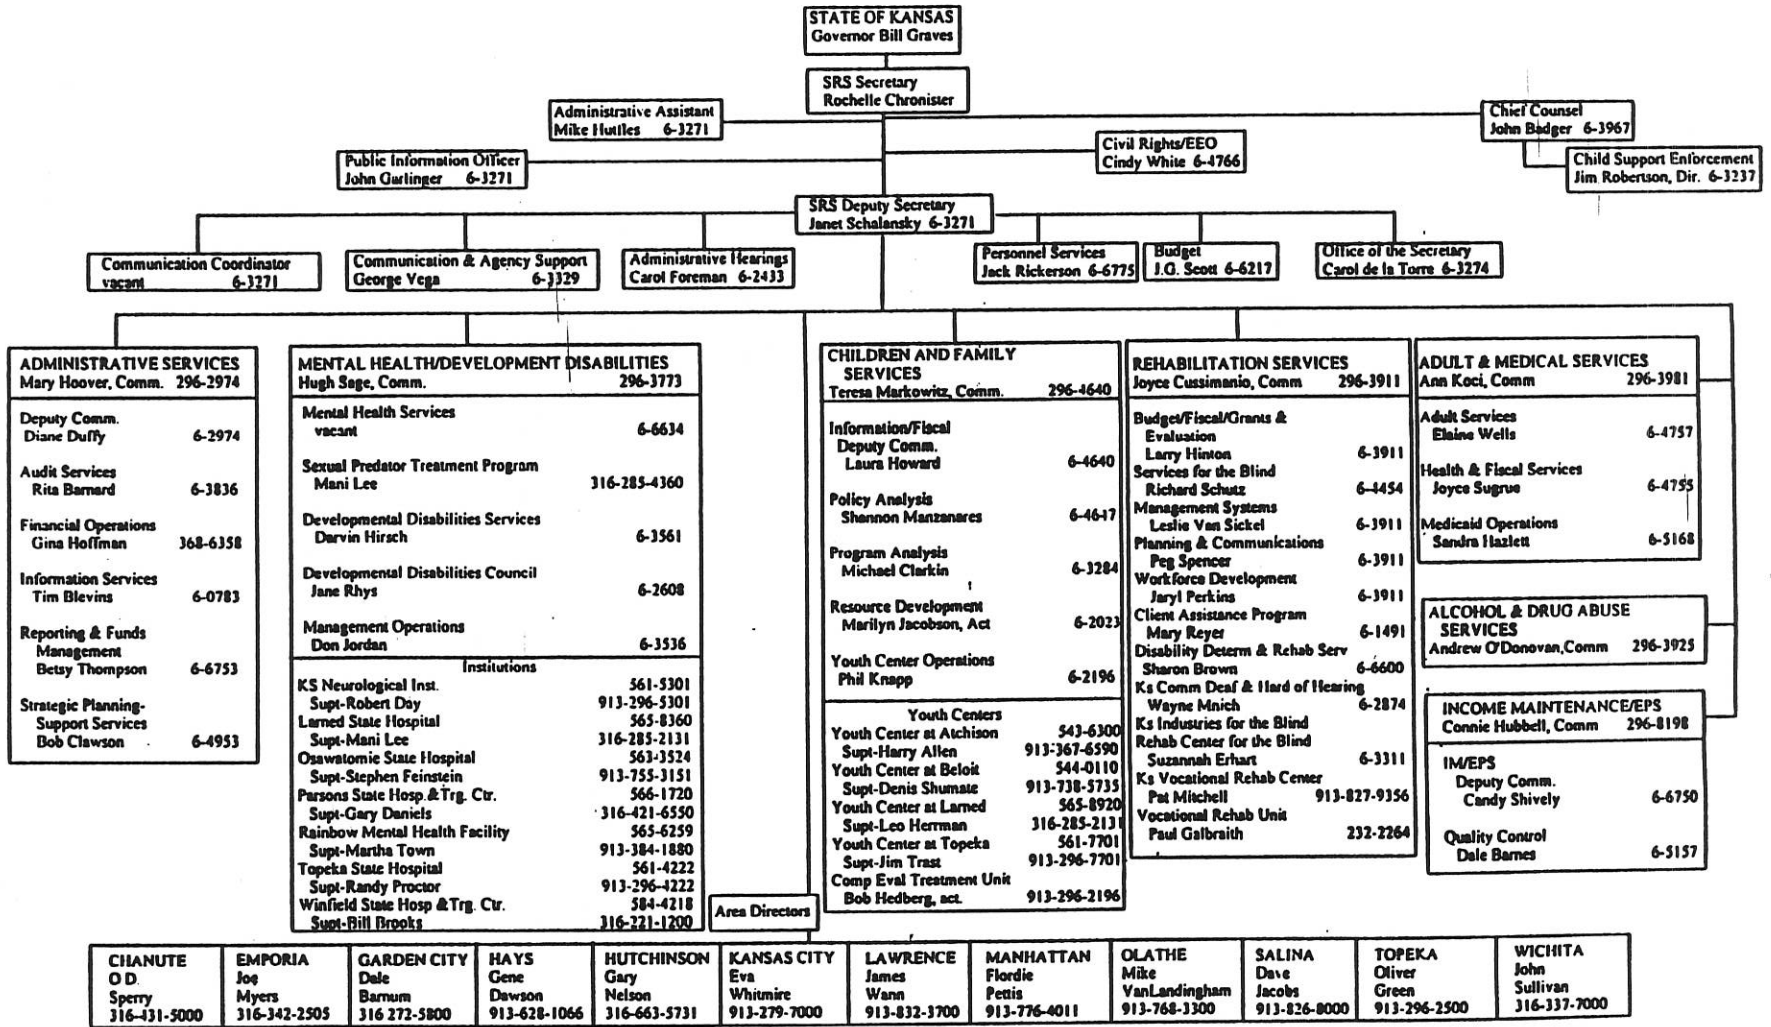 STATE OF KANSAS
Governor Bill Graves
SRS Secretary
Rochelle Chronister
Administrative Assistant
Mike Huttles 6-3271
Chief Counsel
John Badger 6-3967
Public Information Officer
John Garlinger 6-3271
Civil Rights/EEO
Cindy White 6-4766
Child Support Enforcement
Jim Robertson, Dir. 6-3237
SRS Deputy Secretary
Janet Schalansky 6-3271
Communication Coordinator
vacant 6-3271
Communication & Agency Support
George Vega 6-3329
Administrative Hearings
Carol Foreman 6-2433
Personnel Services
Jack Rickerson 6-6775
Budget
J.G. Scott 6-6217
Office of the Secretary
Carol de la Torre 6-3274
ADMINISTRATIVE SERVICES
Mary Hoover, Comm. 296-2974
Deputy Comm.
Diane Duffy 6-2974
Audit Services
Rita Barnard 6-3836
Financial Operations
Gina Hoffman 368-6358
Information Services
Tim Blevins 6-0783
Reporting & Funds
Management
Betsy Thompson 6-6753
Strategic Planning-
Support Services
Bob Clawson 6-4953
MENTAL HEALTH/DEVELOPMENT DISABILITIES
Hugh Sage, Comm. 296-3773
Mental Health Services
vacant 6-6634
Sexual Predator Treatment Program
Mani Lee 316-285-4360
Developmental Disabilities Services
Darvin Hirsch 6-3561
Developmental Disabilities Council
Jane Rhys 6-2608
Management Operations
Don Jordan 6-3536
Institutions
KS Neurological Inst. 561-5301
Supt-Robert Day 913-296-5301
Larned State Hospital 565-8360
Supt-Mani Lee 316-285-2131
Osawatomie State Hospital 563-3524
Supt-Stephen Feinstein 913-755-3151
Parsons State Hosp.& Trg. Ctr. 566-1720
Supt-Gary Daniels 316-421-6550
Rainbow Mental Health Facility 565-6259
Supt-Martha Town 913-384-1880
Topeka State Hospital 561-4222
Supt-Randy Proctor 913-296-4222
Winfield State Hosp & Trg. Ctr. 584-4218
Supt-Bill Brooks 316-221-1200
CHILDREN AND FAMILY
SERVICES
Teresa Markowitz, Comm. 296-4640
Information/Fiscal
Deputy Comm.
Laura Howard 6-4640
Policy Analysis
Shannon Manzanares 6-4647
Program Analysis
Michael Clarkin 6-3284
Resource Development
Marilyn Jacobson, Act 6-2023
Youth Center Operations
Phil Knapp 6-2196
Youth Centers
Youth Center at Atchison 543-6300
Supt-Harry Allen 913-367-6590
Youth Center at Beloit 544-0110
Supt-Denis Shumate 913-738-5735
Youth Center at Larned 565-8920
Supt-Leo Herrman 316-285-2131
Youth Center at Topeka 561-7701
Supt-Jim Trast 913-296-7701
Comp Eval Treatment Unit
Bob Hedberg, act. 913-296-2196
REHABILITATION SERVICES
Joyce Cussimanio, Comm 296-3911
Budget/Fiscal/Grants &
Evaluation
Larry Hinton 6-3911
Services for the Blind
Richard Schutz 6-4454
Management Systems
Leslie Van Sickel 6-3911
Planning & Communications
Peg Spencer 6-3911
Workforce Development
Jaryl Perkins 6-3911
Client Assistance Program
Mary Reyer 6-1491
Disability Determ & Rehab Serv
Sharon Brown 6-6600
Ks Comm Deaf & Hard of Hearing
Wayne Mnich 6-2874
Ks Industries for the Blind
Rehab Center for the Blind
Suzannah Erhart 6-3311
Ks Vocational Rehab Center
Pat Mitchell 913-827-9356
Vocational Rehab Unit
Paul Galbraith 232-2264
ADULT & MEDICAL SERVICES
Ann Koci, Comm 296-3981
Adult Services
Elaine Wells 6-4757
Health & Fiscal Services
Joyce Sugrue 6-4755
Medicaid Operations
Sandra Hazlett 6-5168
ALCOHOL & DRUG ABUSE
SERVICES
Andrew O'Donovan,Comm 296-3925
INCOME MAINTENANCE/EPS
Connie Hubbell, Comm 296-8198
IM/EPS
Deputy Comm.
Candy Shively 6-6750
Quality Control
Dale Barnes 6-5157
Area Directors
CHANUTE
O D.
Sperry
316-431-5000
EMPORIA
Joe
Myers
316-342-2505
GARDEN CITY
Dale
Barnum
316 272-5800
HAYS
Gene
Dawson
913-628-1066
HUTCHINSON
Gary
Nelson
316-663-5731
KANSAS CITY
Eva
Whitmire
913-279-7000
LAWRENCE
James
Wann
913-832-3700
MANHATTAN
Flordie
Pettis
913-776-4011
OLATHE
Mike
VanLandingham
913-768-3300
SALINA
Dave
Jacobs
913-826-8000
TOPEKA
Oliver
Green
913-296-2500
WICHITA
John
Sullivan
316-337-7000